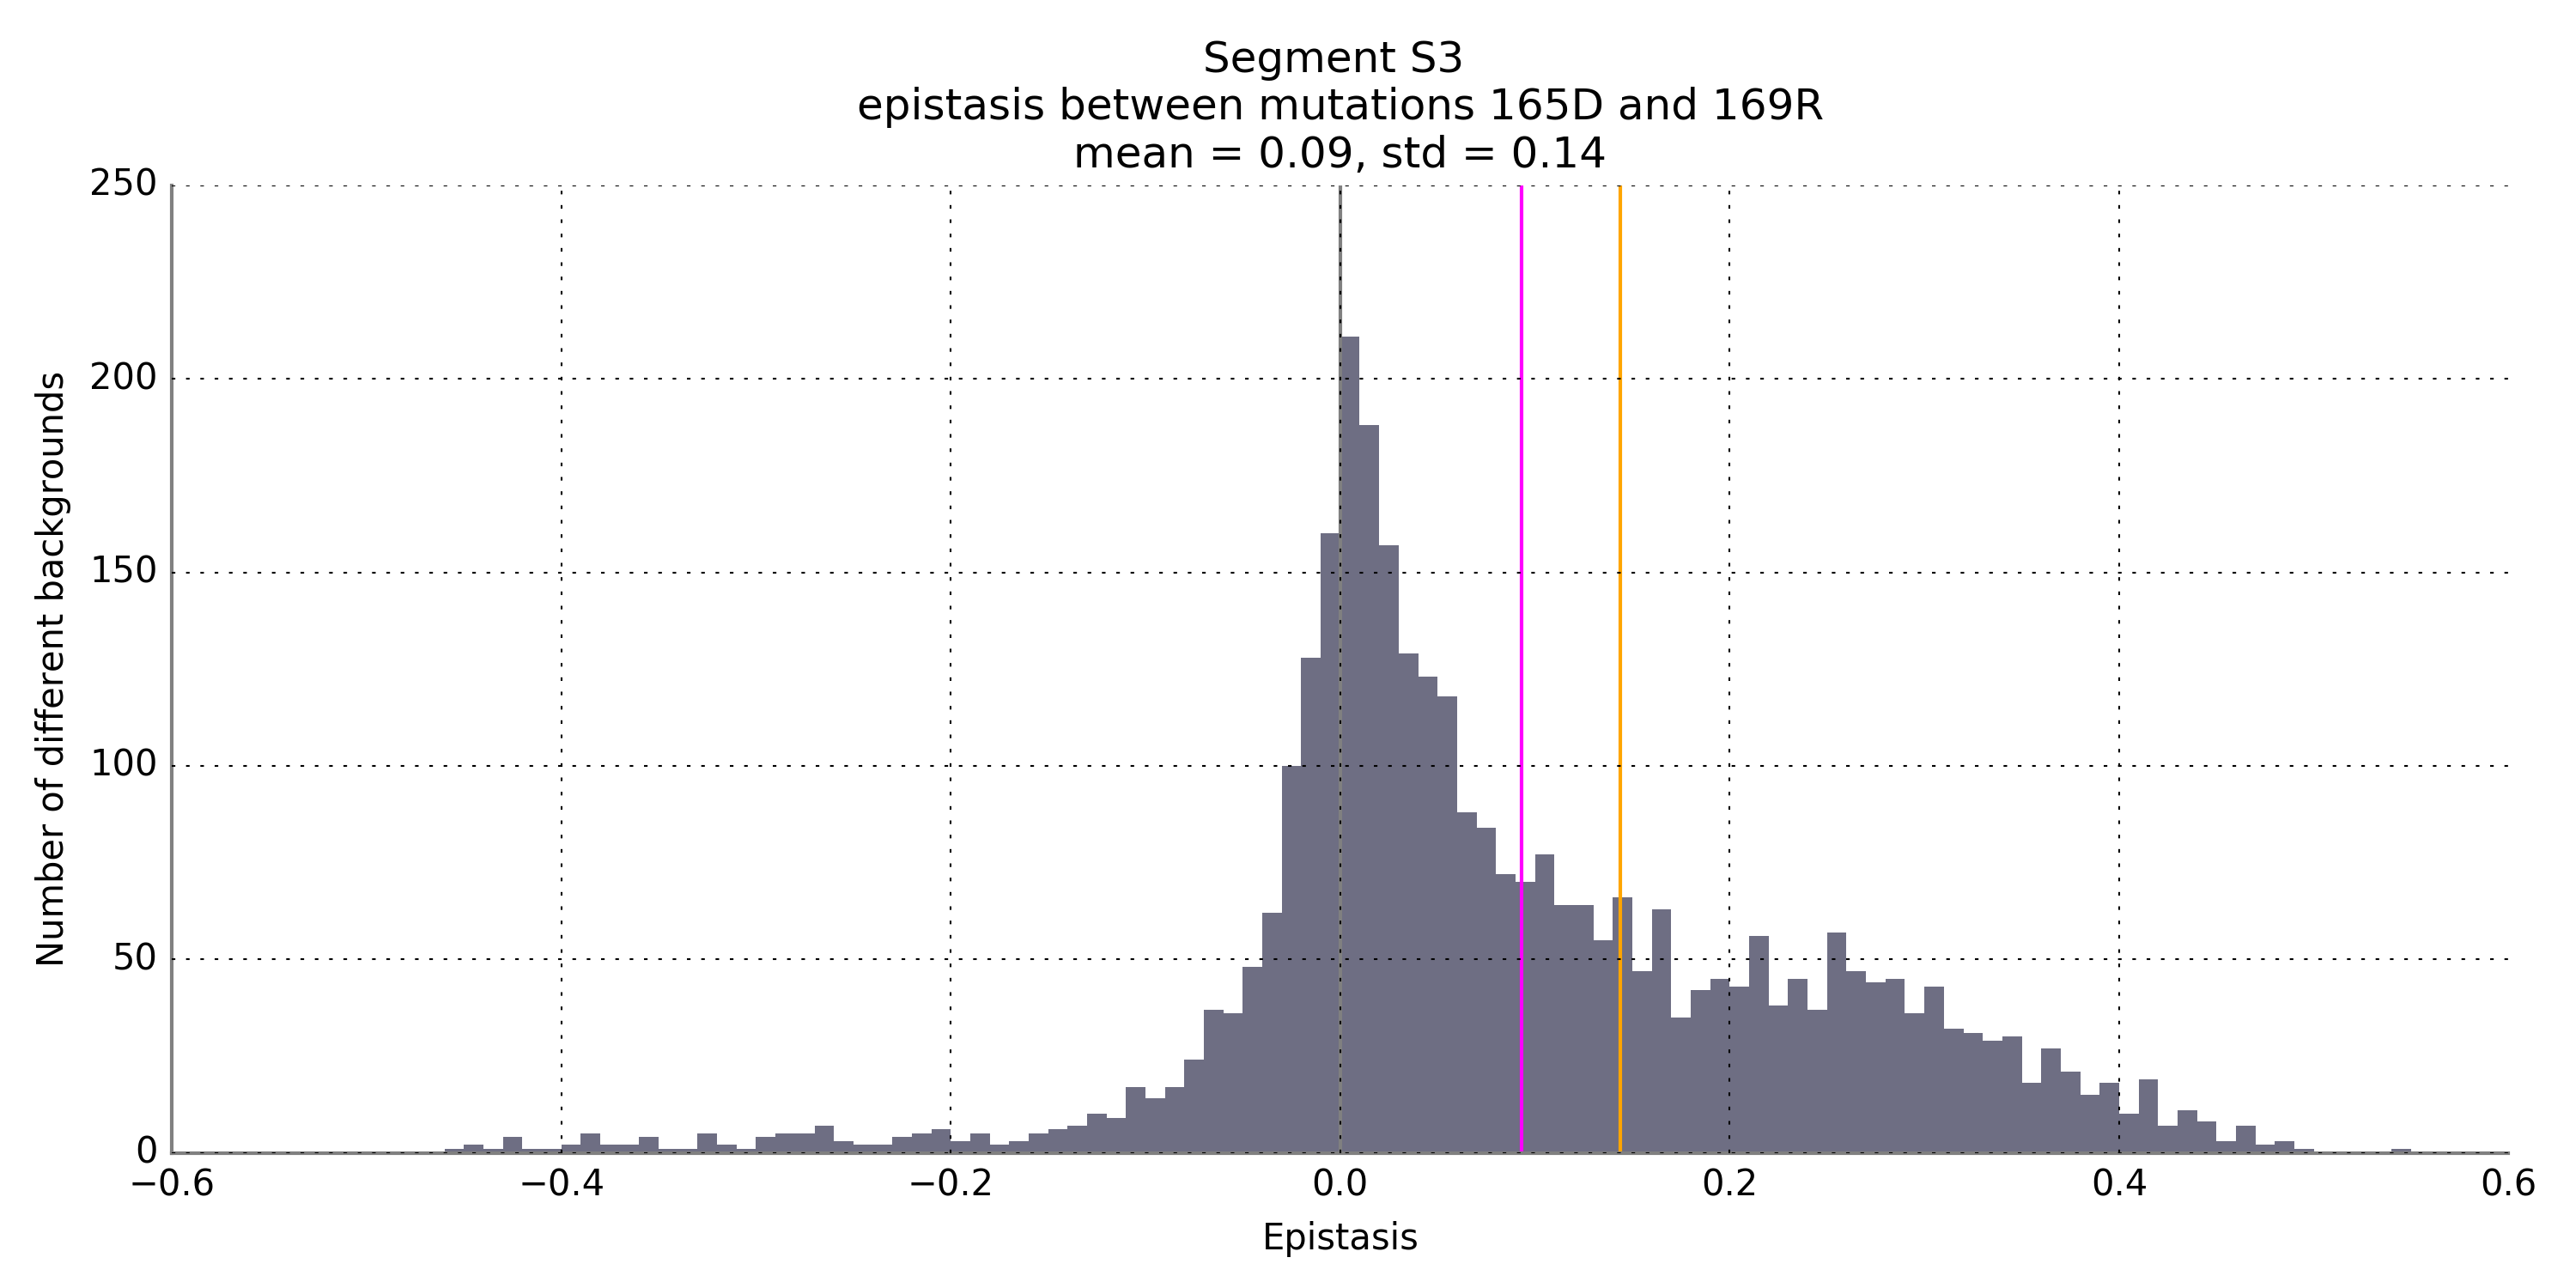 Segment S3
epistasis between mutations 165D and 169R
mean = 0.09, std = 0.14
250
200
150
100
50
0
Number of different backgrounds
−0.6
−0.4
−0.2
0.0
0.2
0.4
0.6
Epistasis